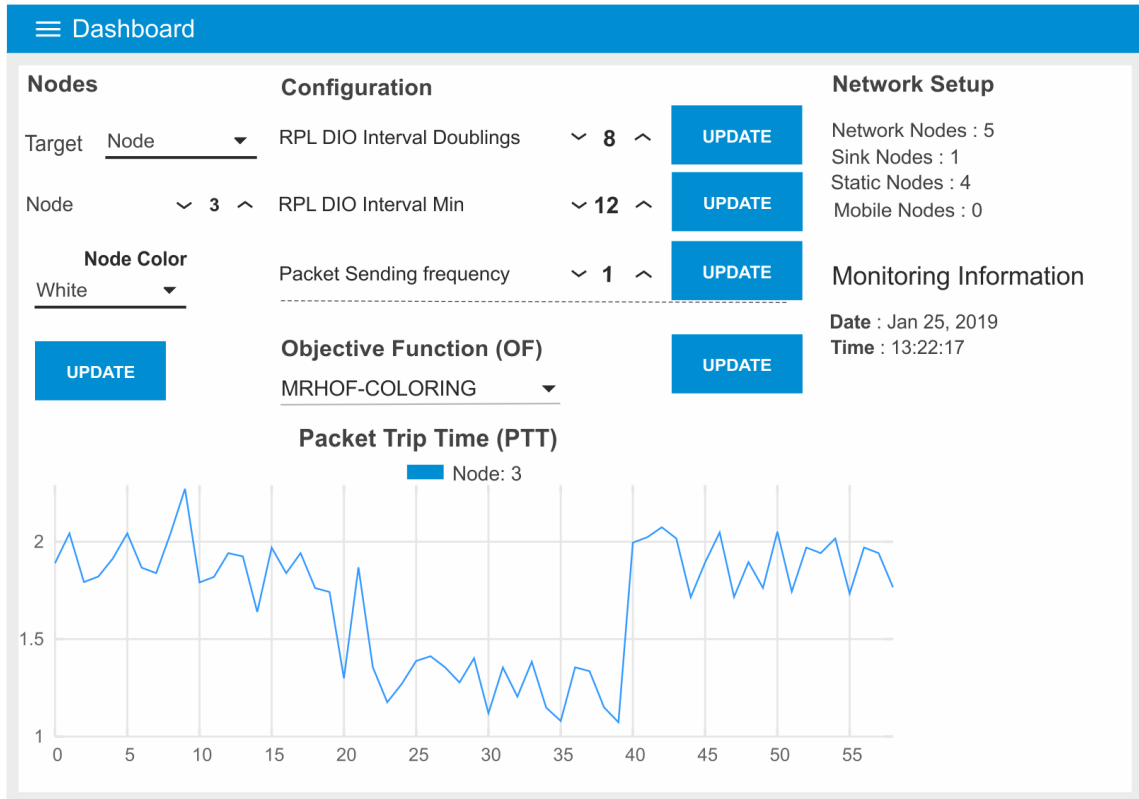 Dashboard
Nodes
Target Node
Node 3
Node Color
White
UPDATE
Configuration
RPL DIO Interval Doublings 8 UPDATE
RPL DIO Interval Min 12 UPDATE
Packet Sending frequency 1 UPDATE
Objective Function (OF) UPDATE
MRHOF-COLORING
Network Setup
Network Nodes : 5
Sink Nodes : 1
Static Nodes : 4
Mobile Nodes : 0
Monitoring Information
Date : Jan 25, 2019
Time : 13:22:17
Packet Trip Time (PTT)
Node: 3
2
1.5
1
0 5 10 15 20 25 30 35 40 45 50 55